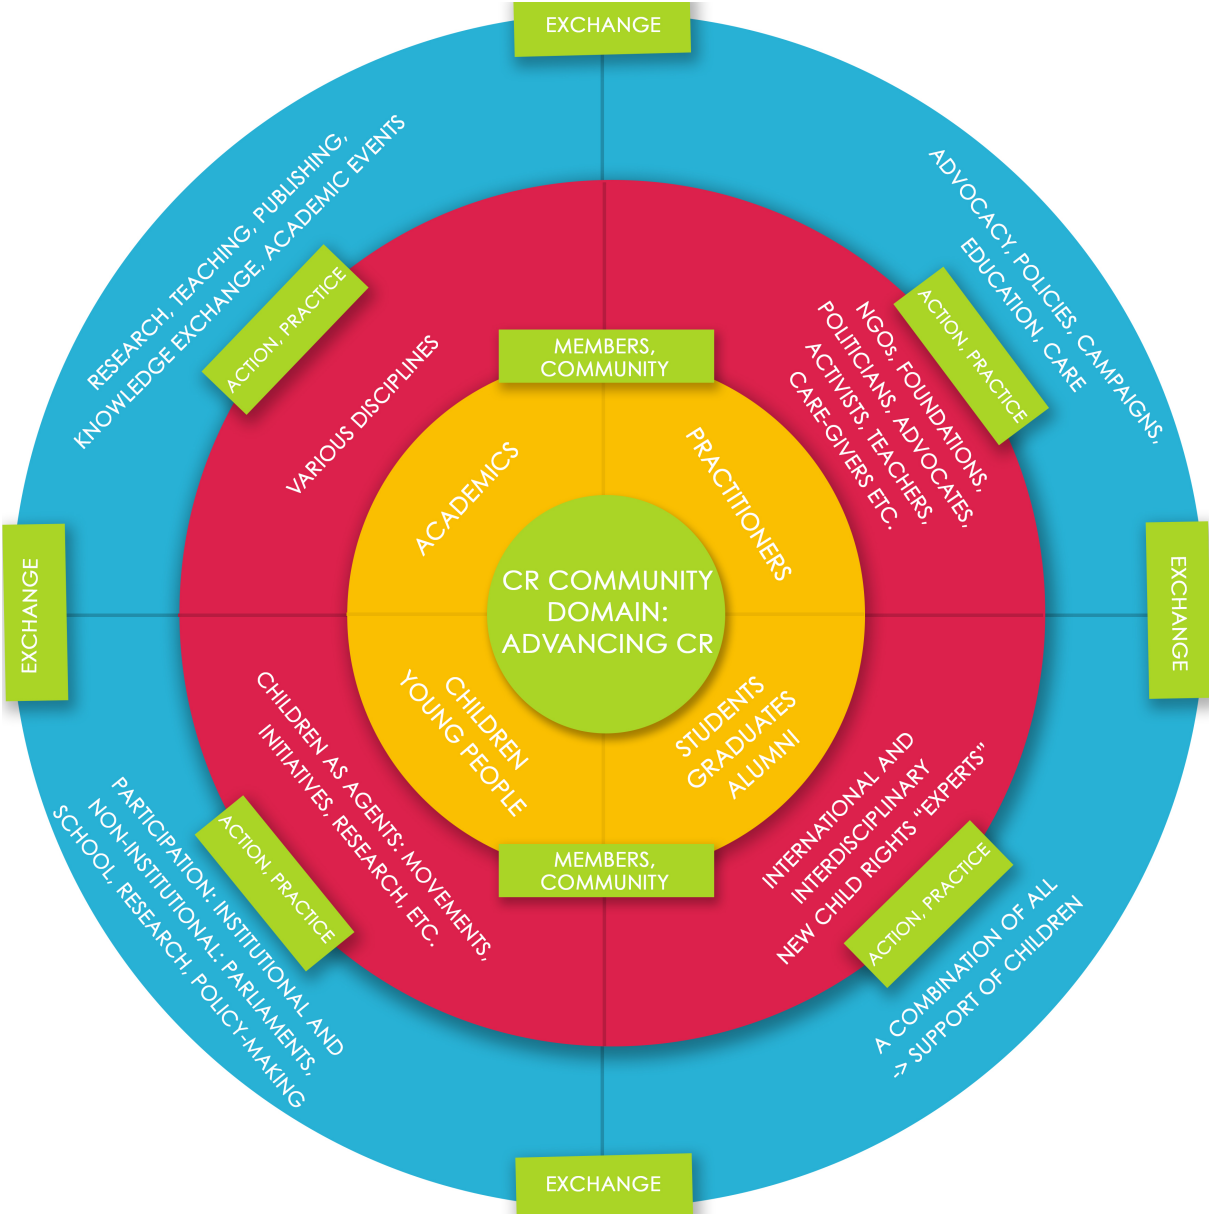 EXCHANGE
RESEARCH, TEACHING, PUBLISHING,
KNOWLEDGE EXCHANGE, ACADEMIC EVENTS
ACTION, PRACTICE
VARIOUS DISCIPLINES
ACADEMICS
MEMBERS,
COMMUNITY
ADVOCACY, POLICIES, CAMPAIGNS,
EDUCATION, CARE
ACTION, PRACTICE
NGOS, FOUNDATIONS,
POLITICIANS, ADVOCATES,
ACTIVISTS, TEACHERS,
CARE-GIVERS ETC.
PRACTITIONERS
EXCHANGE
CR COMMUNITY
DOMAIN:
ADVANCING CR
EXCHANGE
CHILDREN
YOUNG PEOPLE
CHILDREN AS AGENTS: MOVEMENTS,
INITIATIVES, RESEARCH, ETC.
ACTION, PRACTICE
PARTICIPATION: INSTITUTIONAL AND
NON-INSTITUTIONAL: PARLIAMENTS,
SCHOOL, RESEARCH, POLICY-MAKING
MEMBERS,
COMMUNITY
STUDENTS
GRADUATES
ALUMNI
INTERNATIONAL AND
INTERDISCIPLINARY
NEW CHILD RIGHTS “EXPERTS”
ACTION, PRACTICE
A COMBINATION OF ALL
-> SUPPORT OF CHILDREN
EXCHANGE